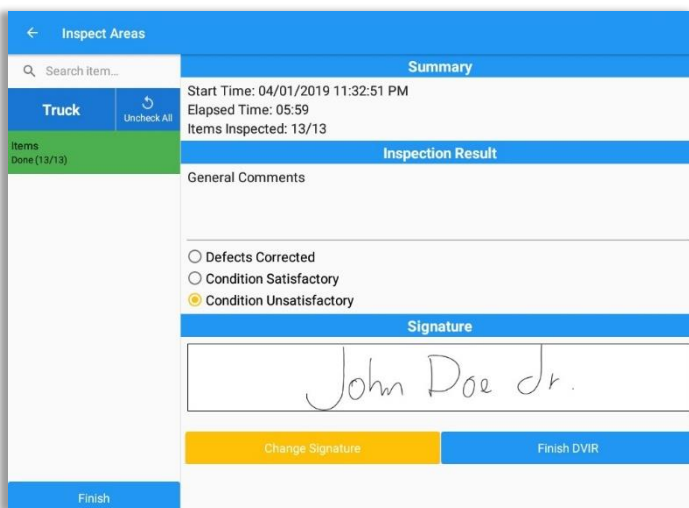 Inspect Areas
Search item...
Truck
Uncheck All
Items
Done (13/13)
Finish
Summary
Start Time: 04/01/2019 11:32:51 PM
Elapsed Time: 05:59
Items Inspected: 13/13
Inspection Result
General Comments
Defects Corrected
Condition Satisfactory
Condition Unsatisfactory
Signature
John Doe Jr.
Change Signature
Finish DVIR